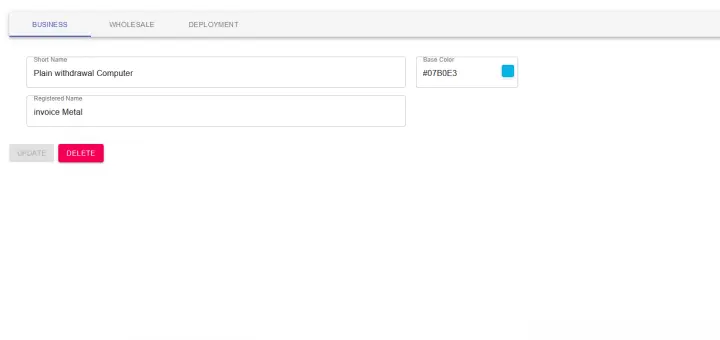 BUSINESS WHOLESALE DEPLOYMENT
Short Name Base Color
Plain withdrawal Computer #07B0E3
Registered Name
invoice Metal
UPDATE DELETE